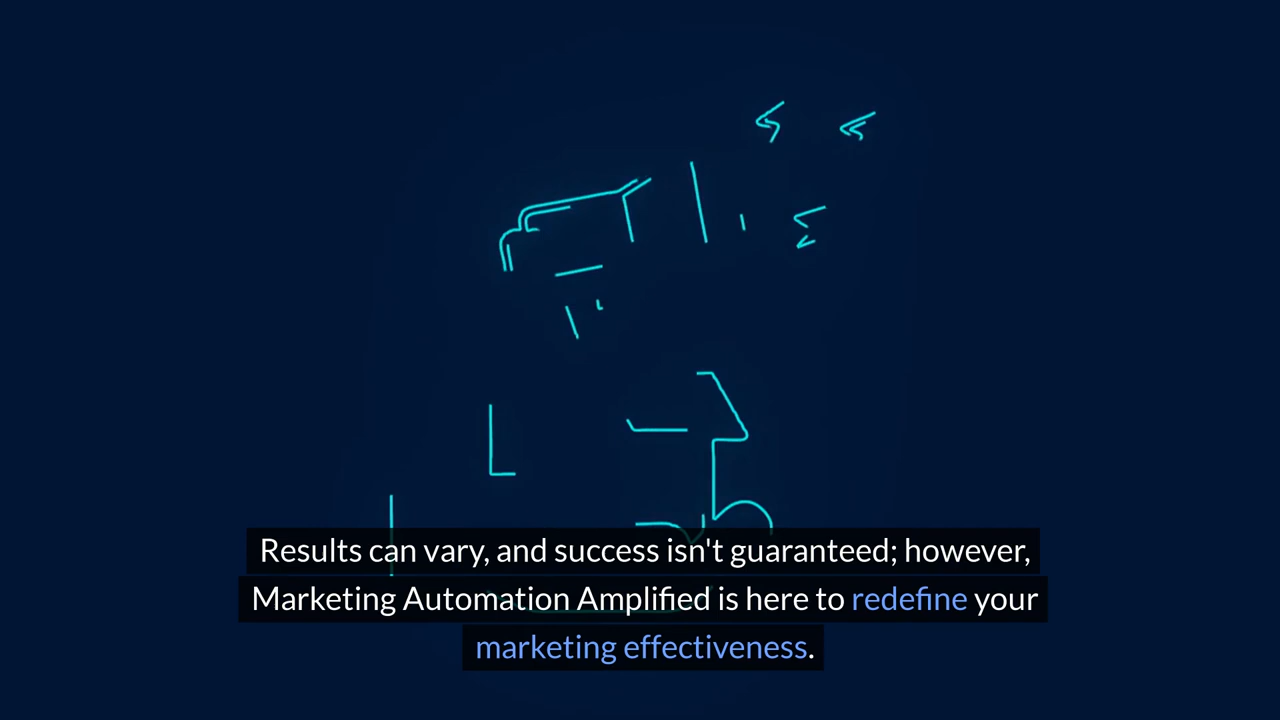 Results can vary, and success isn't guaranteed; however,
Marketing Automation Amplified is here to redefine your
marketing effectiveness.